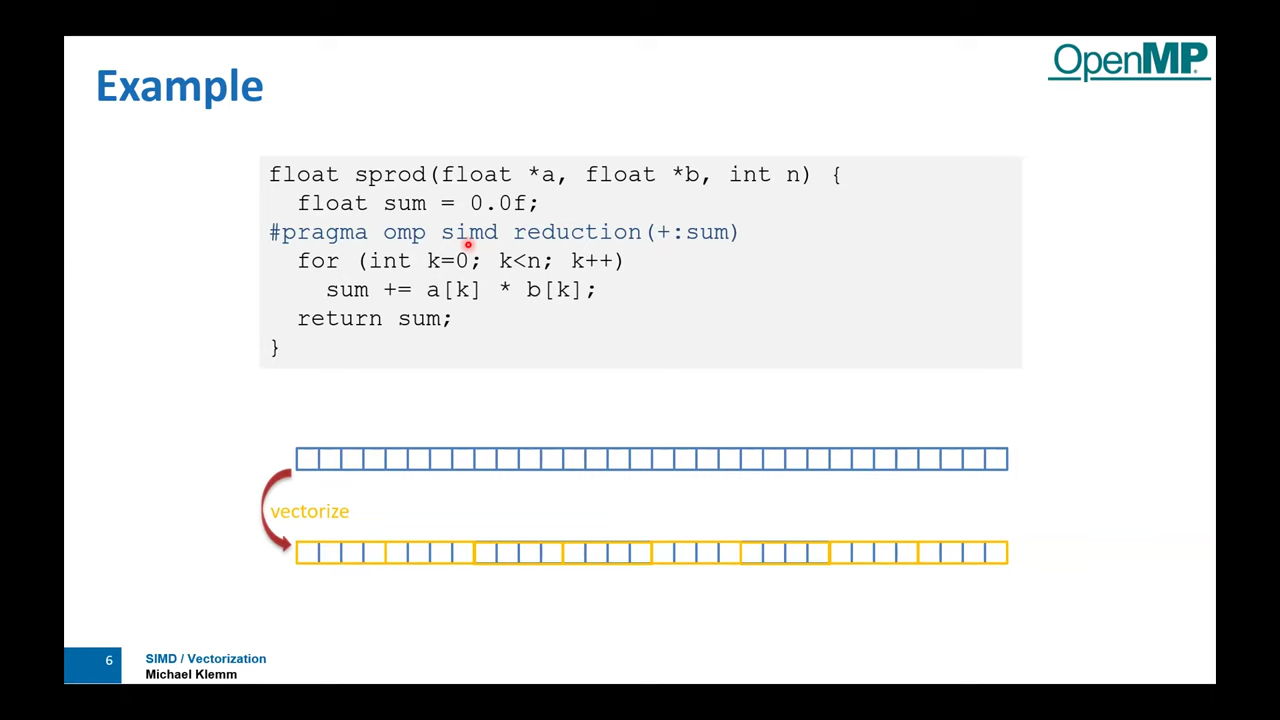 OpenMP
Example
float sprod(float *a, float *b, int n) {
  float sum = 0.0f;
#pragma omp simd reduction(+:sum)
  for (int k=0; k<n; k++)
    sum += a[k] * b[k];
  return sum;
}
vectorize
6
SIMD / Vectorization
Michael Klemm